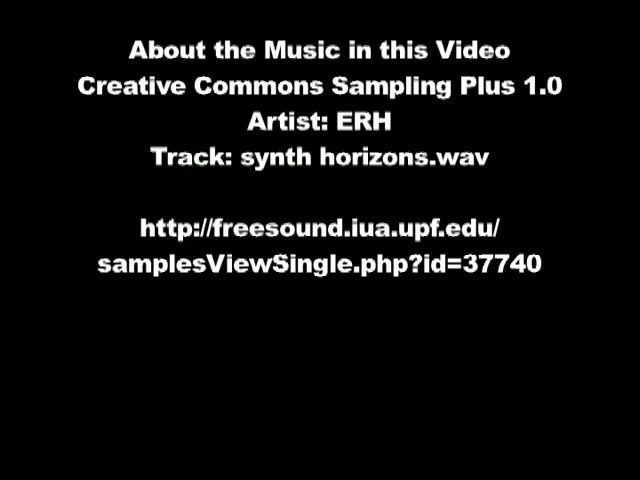 About the Music in this Video
Creative Commons Sampling Plus 1.0
Artist: ERH
Track: synth horizons.wav
http://freesound.iua.upf.edu/
samplesViewSingle.php?id=37740